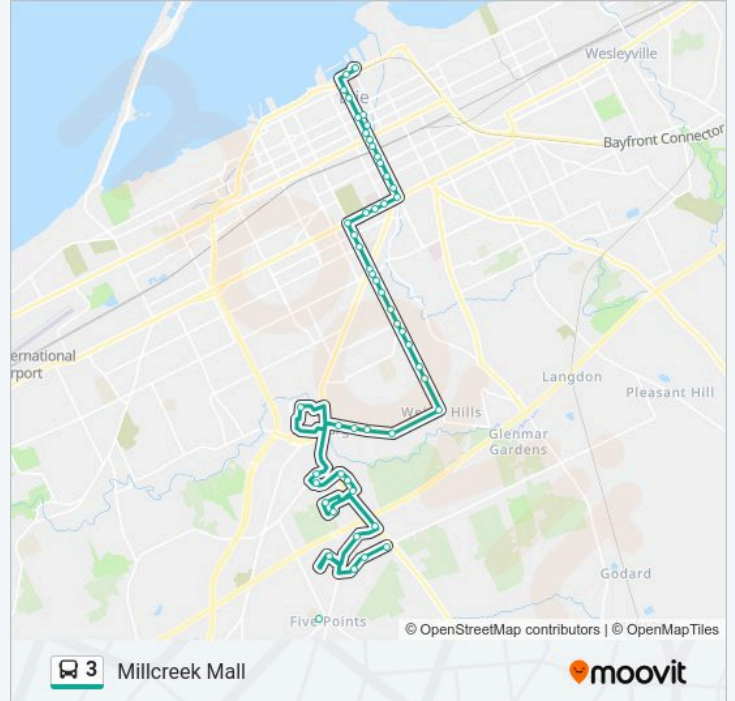 Wesleyville
Erie
Bayfront Connector
ernational
rport
Langdon
Pleasant Hill
Hills
Glenmar
Gardens
Godard
Five Points
© OpenStreetMap contributors | © OpenMapTiles
3 Millcreek Mall
moovit